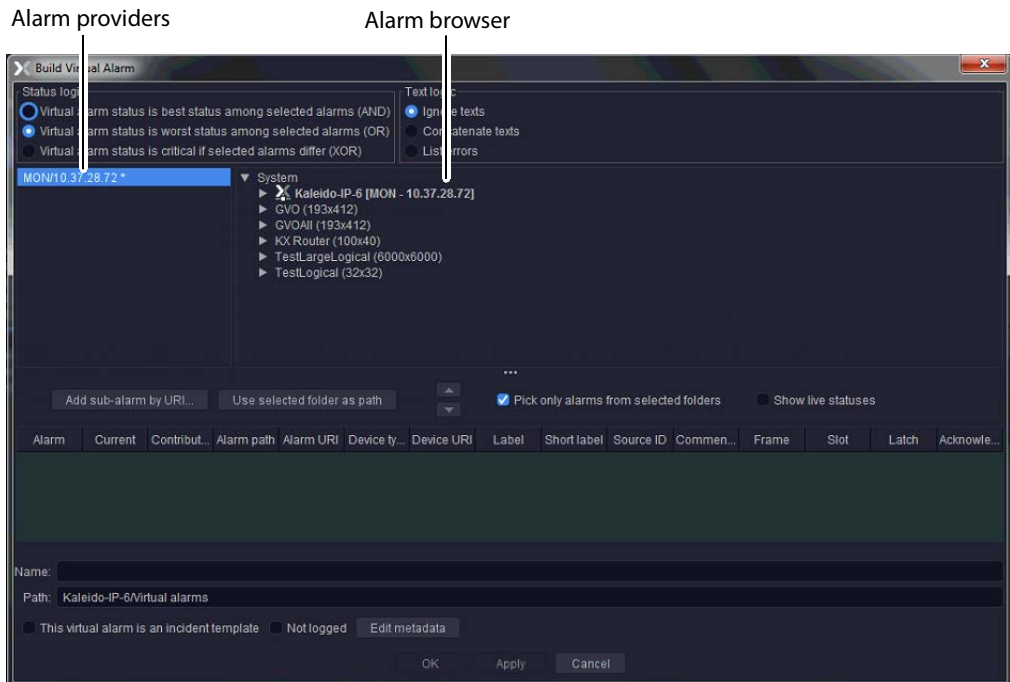 Alarm providers
Alarm browser
Build Virtual Alarm
Status logic
Virtual alarm status is best status among selected alarms (AND)
Virtual alarm status is worst status among selected alarms (OR)
Virtual alarm status is critical if selected alarms differ (XOR)
Text logic
Ignore texts
Concatenate texts
List errors
MON/10.37.28.72 *
System
Kaleido-IP-6 [MON - 10.37.28.72]
GVO (193x412)
GVOAll (193x412)
KX Router (100x40)
TestLargeLogical (6000x6000)
TestLogical (32x32)
Add sub-alarm by URI... Use selected folder as path Pick only alarms from selected folders Show live statuses
Alarm Current Contribut... Alarm path Alarm URI Device ty... Device URI Label Short label Source ID Commen... Frame Slot Latch Acknowle...
Name:
Path: Kaleido-IP-6/Virtual alarms
This virtual alarm is an incident template Not logged Edit metadata
OK Apply Cancel